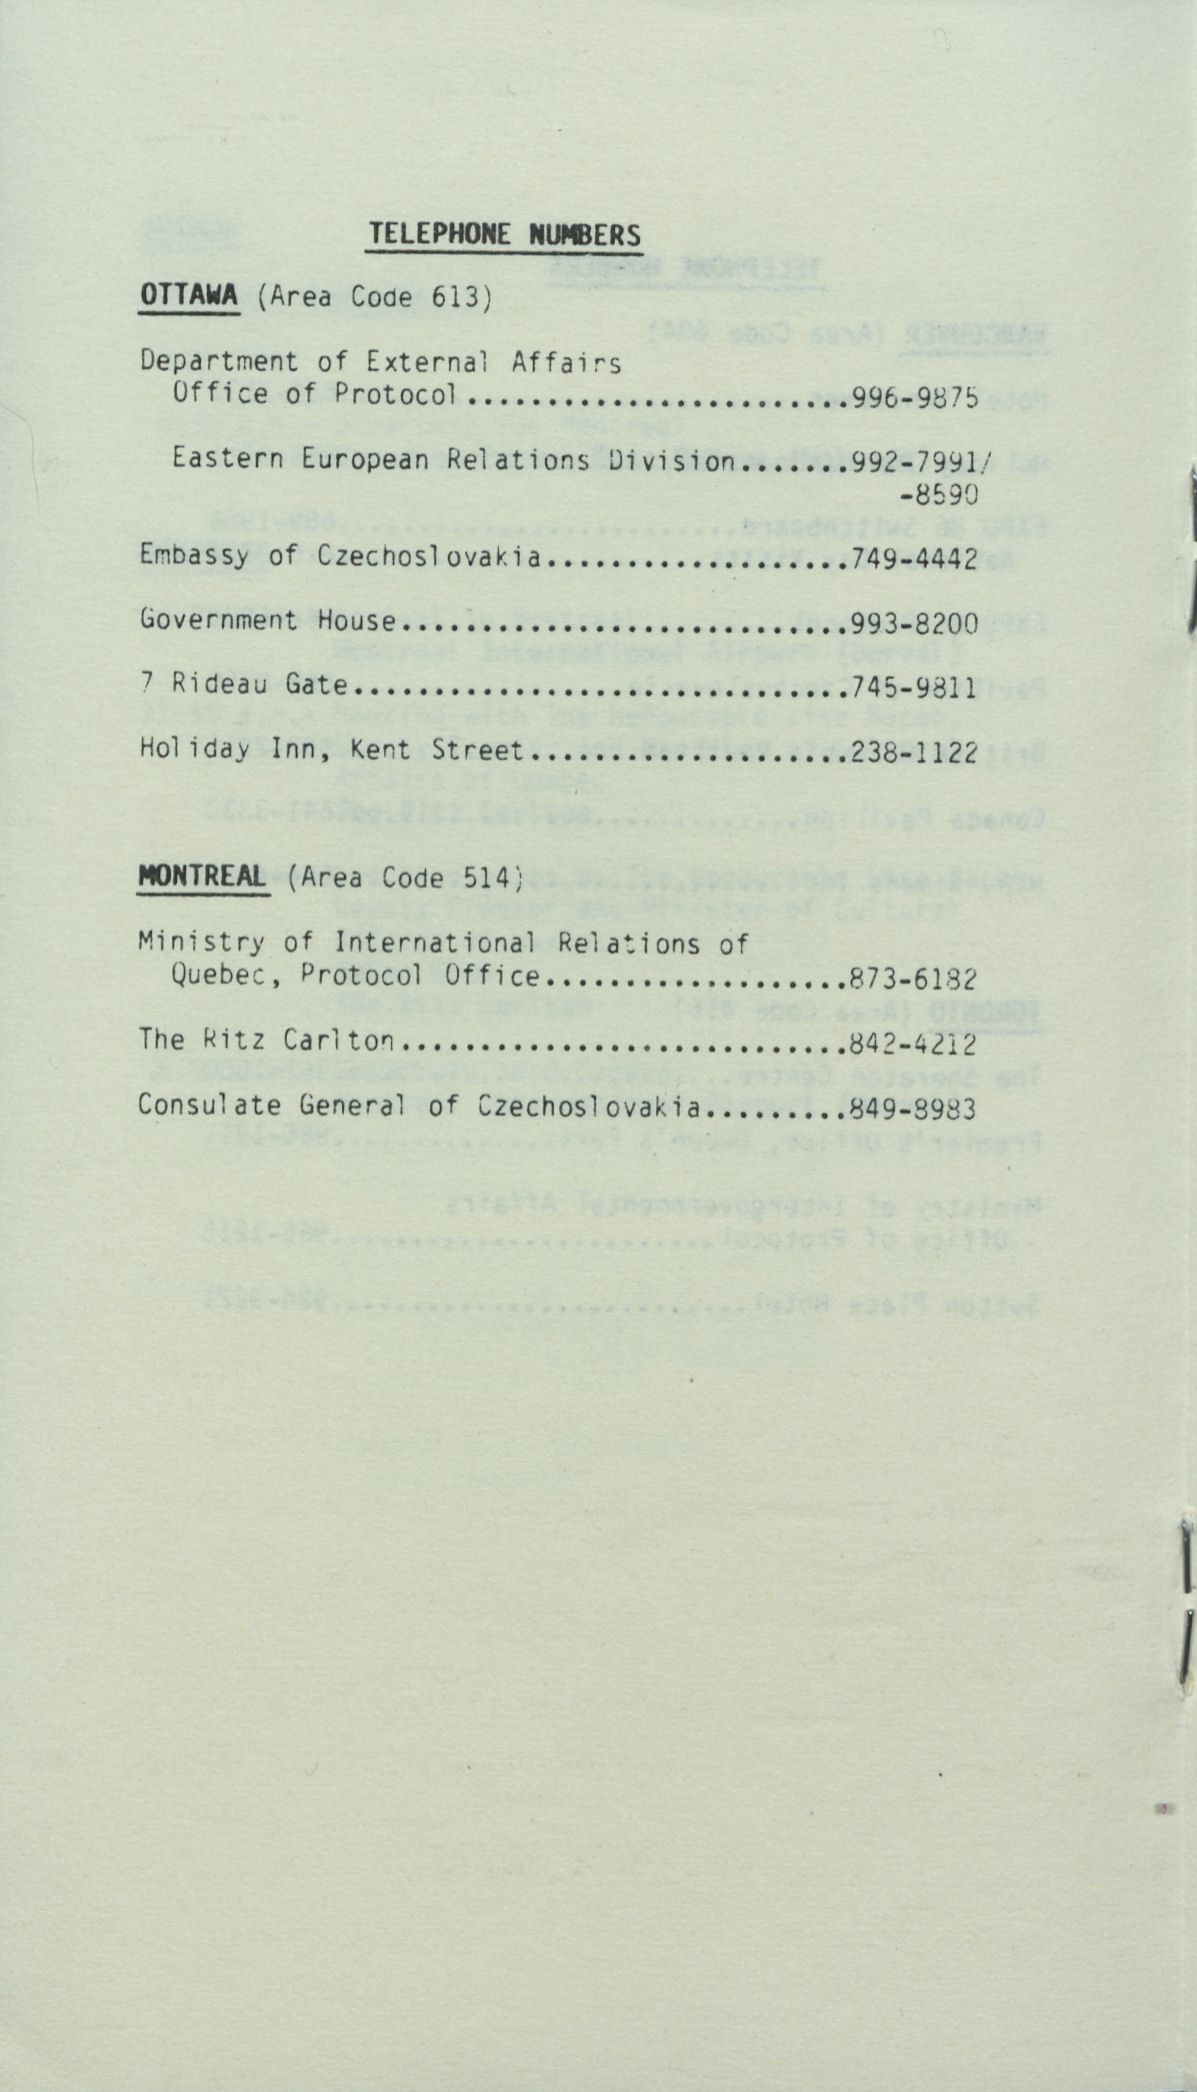 TELEPHONE NUMBERS
OTTAWA (Area Code 613)
Department of External Affairs
Office of Protocol........................996-9875
Eastern European Relations Division.......992-7991/
-8590
Embassy of Czechoslovakia...................749-4442
Government House............................993-8200
7 Rideau Gate...............................745-9811
Holiday Inn, Kent Street....................238-1122
MONTREAL (Area Code 514)
Ministry of International Relations of
Quebec, Protocol Office...................873-6182
The Ritz Carlton............................842-4212
Consulate General of Czechoslovakia.........849-8983